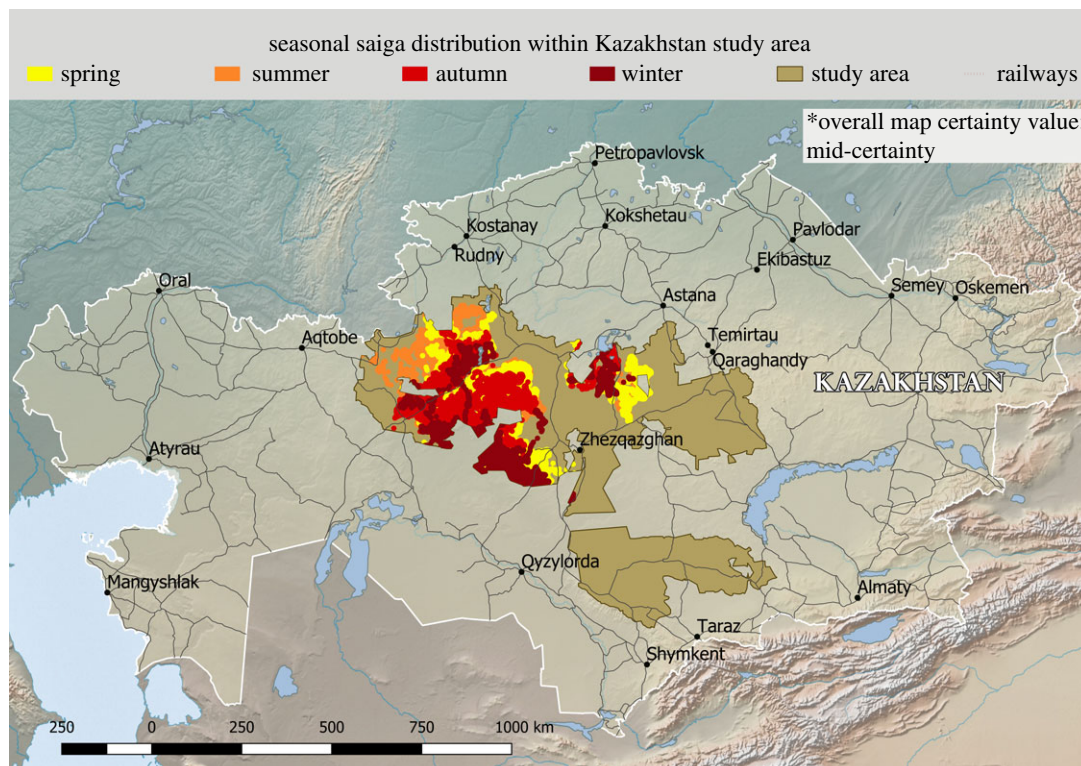 seasonal saiga distribution within Kazakhstan study area
spring summer autumn winter study area railways
*overall map certainty value
mid-certainty
Petropavlovsk
Kostanay
Kokshetau
Pavlodar
Rudny
Ekibastuz
Oral
Astana
Semey
Oskemen
Aqtobe
Temirtau
Qaraghandy
KAZAKHSTAN
Zhezqazghan
Atyrau
Qyzylorda
Mangyshlak
Almaty
Taraz
Shymkent
250 0 250 500 750 1000 km